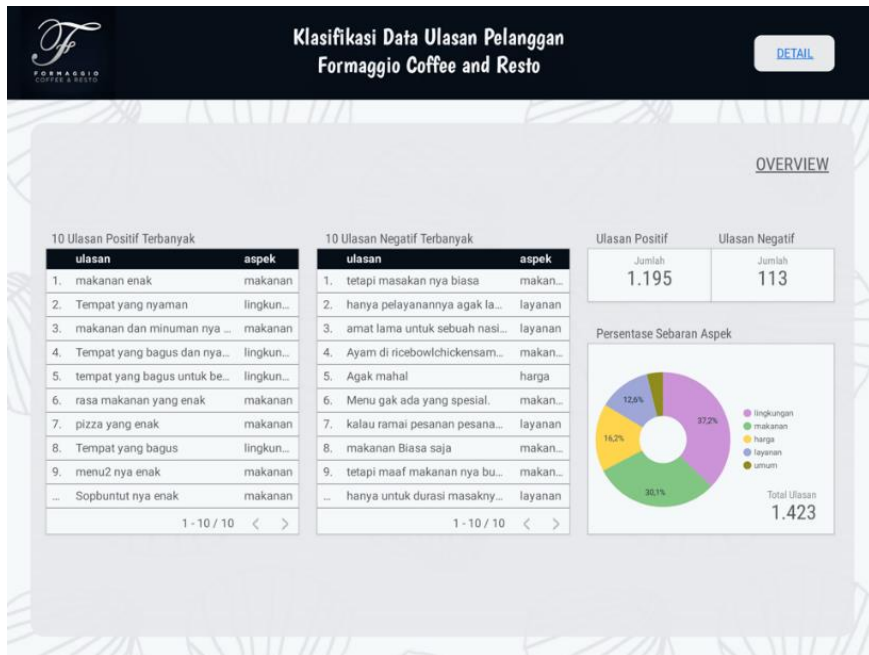 FORMAGGIO
COFFEE & RESTO
Klasifikasi Data Ulasan Pelanggan
Formaggio Coffee and Resto
DETAIL
OVERVIEW
10 Ulasan Positif Terbanyak
ulasan aspek
1. makanan enak makanan
2. Tempat yang nyaman lingkun...
3. makanan dan minuman nya ... makanan
4. Tempat yang bagus dan nya... lingkun...
5. tempat yang bagus untuk be... lingkun...
6. rasa makanan yang enak makanan
7. pizza yang enak makanan
8. Tempat yang bagus lingkun...
9. menu2 nya enak makanan
... Sopbuntut nya enak makanan
1 - 10 / 10 < >
10 Ulasan Negatif Terbanyak
ulasan aspek
1. tetapi masakan nya biasa makan...
2. hanya pelayanannya agak la... layanan
3. amat lama untuk sebuah nasi... layanan
4. Ayam di ricebowlchickensam... makan...
5. Agak mahal harga
6. Menu gak ada yang spesial. makan...
7. kalau ramai pesanan pesana... layanan
8. makanan Biasa saja makan...
9. tetapi maaf makanan nya bu... makan...
... hanya untuk durasi masakny... layanan
1 - 10 / 10 < >
Ulasan Positif Ulasan Negatif
Jumlah Jumlah
1.195 113
Persentase Sebaran Aspek
12,6%
37,2%
16,2%
30,1%
lingkungan
makanan
harga
layanan
umum
Total Ulasan
1.423